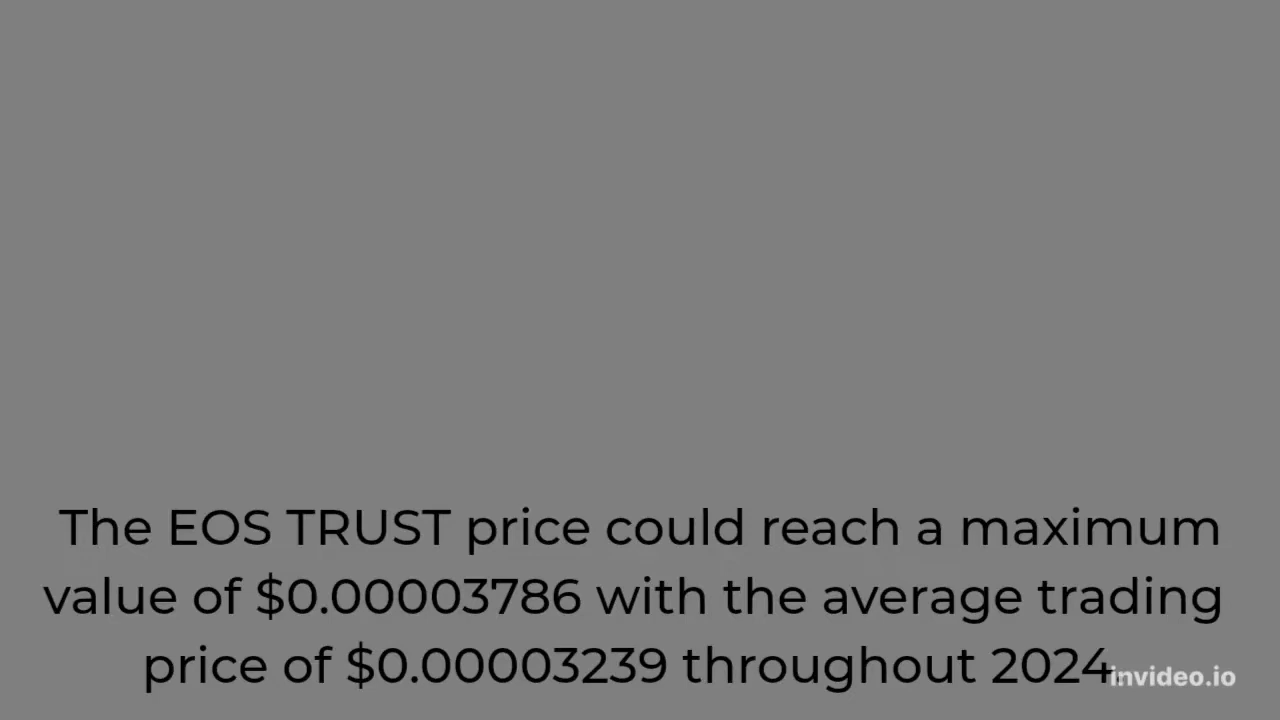 The EOS TRUST price could reach a maximum
value of $0.00003786 with the average trading
price of $0.00003239 throughout 2024.
invideo.io